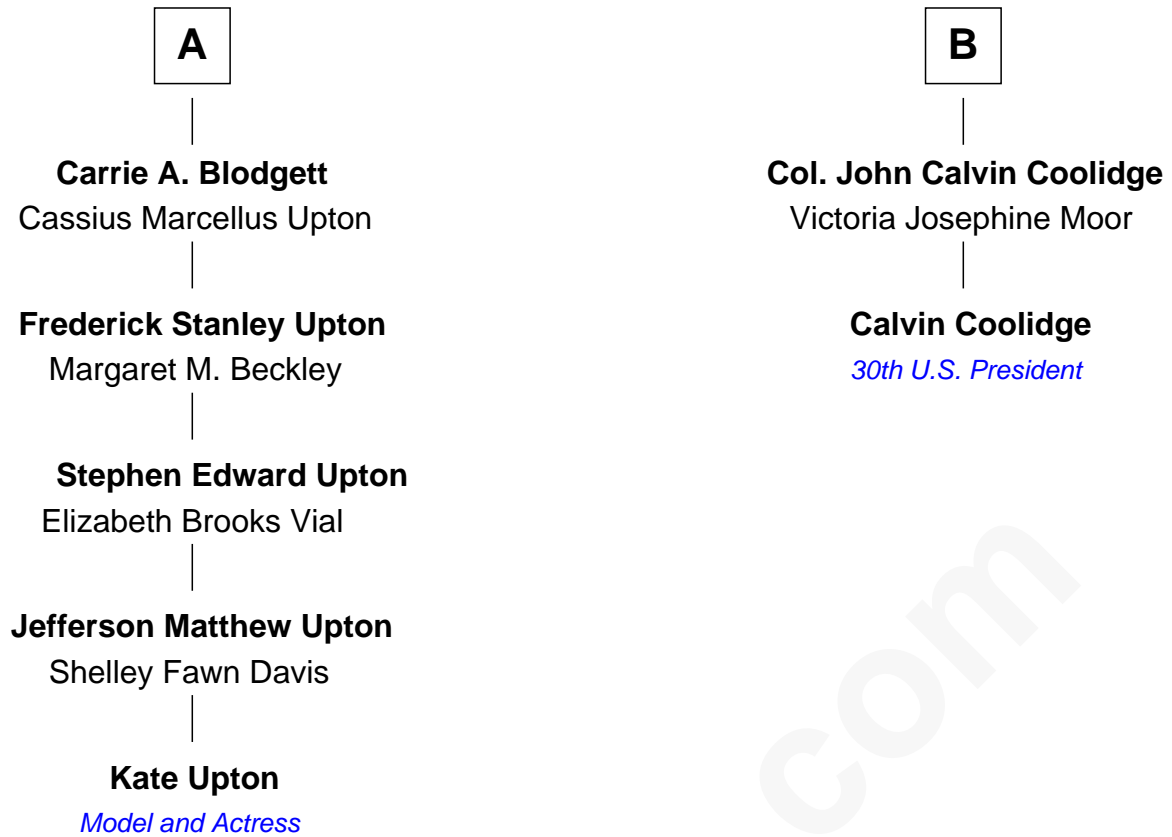 A
Carrie A. Blodgett
Cassius Marcellus Upton
Frederick Stanley Upton
Margaret M. Beckley
Stephen Edward Upton
Elizabeth Brooks Vial
Jefferson Matthew Upton
Shelley Fawn Davis
Kate Upton
Model and Actress
B
Col. John Calvin Coolidge
Victoria Josephine Moor
Calvin Coolidge
30th U.S. President
com